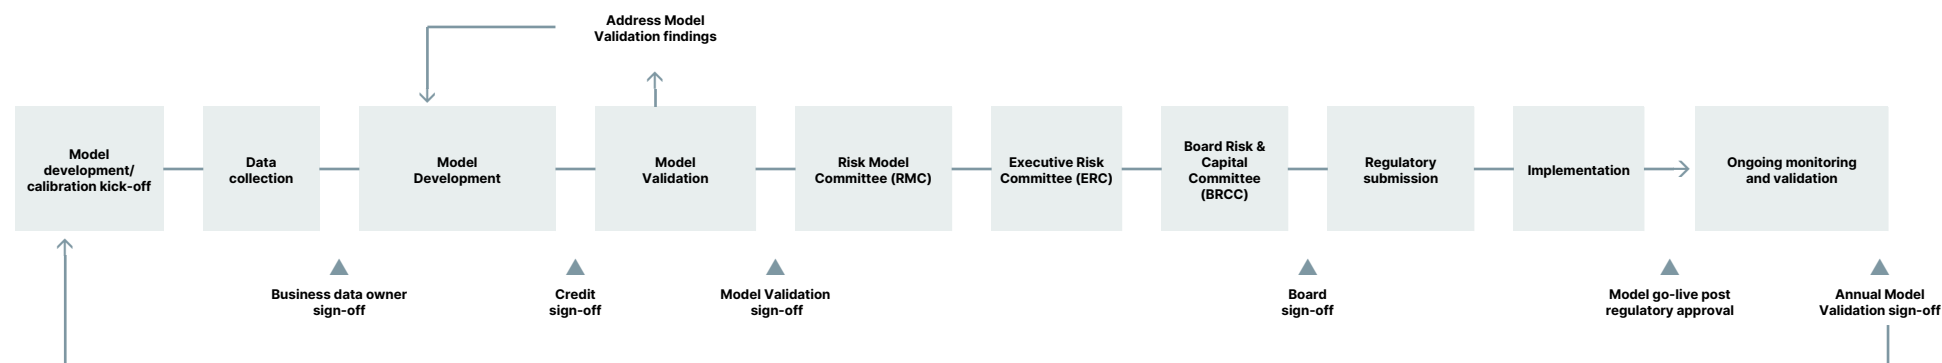 Address Model
Validation findings
Model
development/
calibration kick-off
Data
collection
Model
Development
Model
Validation
Risk Model
Committee (RMC)
Executive Risk
Committee (ERC)
Board Risk &
Capital
Committee
(BRCC)
Regulatory
submission
Implementation
Ongoing monitoring
and validation
Business data owner
sign-off
Credit
sign-off
Model Validation
sign-off
Board
sign-off
Model go-live post
regulatory approval
Annual Model
Validation sign-off